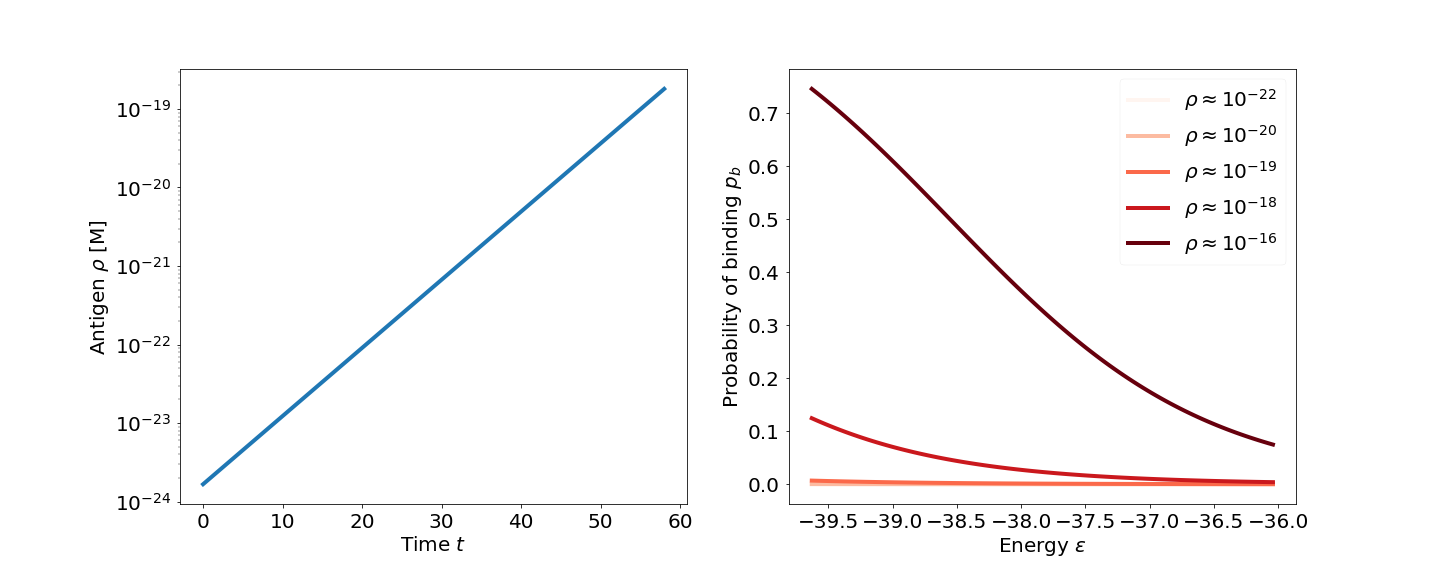 Antigen ρ [M]
10⁻¹⁹
10⁻²⁰
10⁻²¹
10⁻²²
10⁻²³
10⁻²⁴
0 10 20 30 40 50 60
Time t
Probability of binding p_b
0.7
0.6
0.5
0.4
0.3
0.2
0.1
0.0
−39.5 −39.0 −38.5 −38.0 −37.5 −37.0 −36.5 −36.0
Energy ε
ρ ≈ 10⁻²²
ρ ≈ 10⁻²⁰
ρ ≈ 10⁻¹⁹
ρ ≈ 10⁻¹⁸
ρ ≈ 10⁻¹⁶